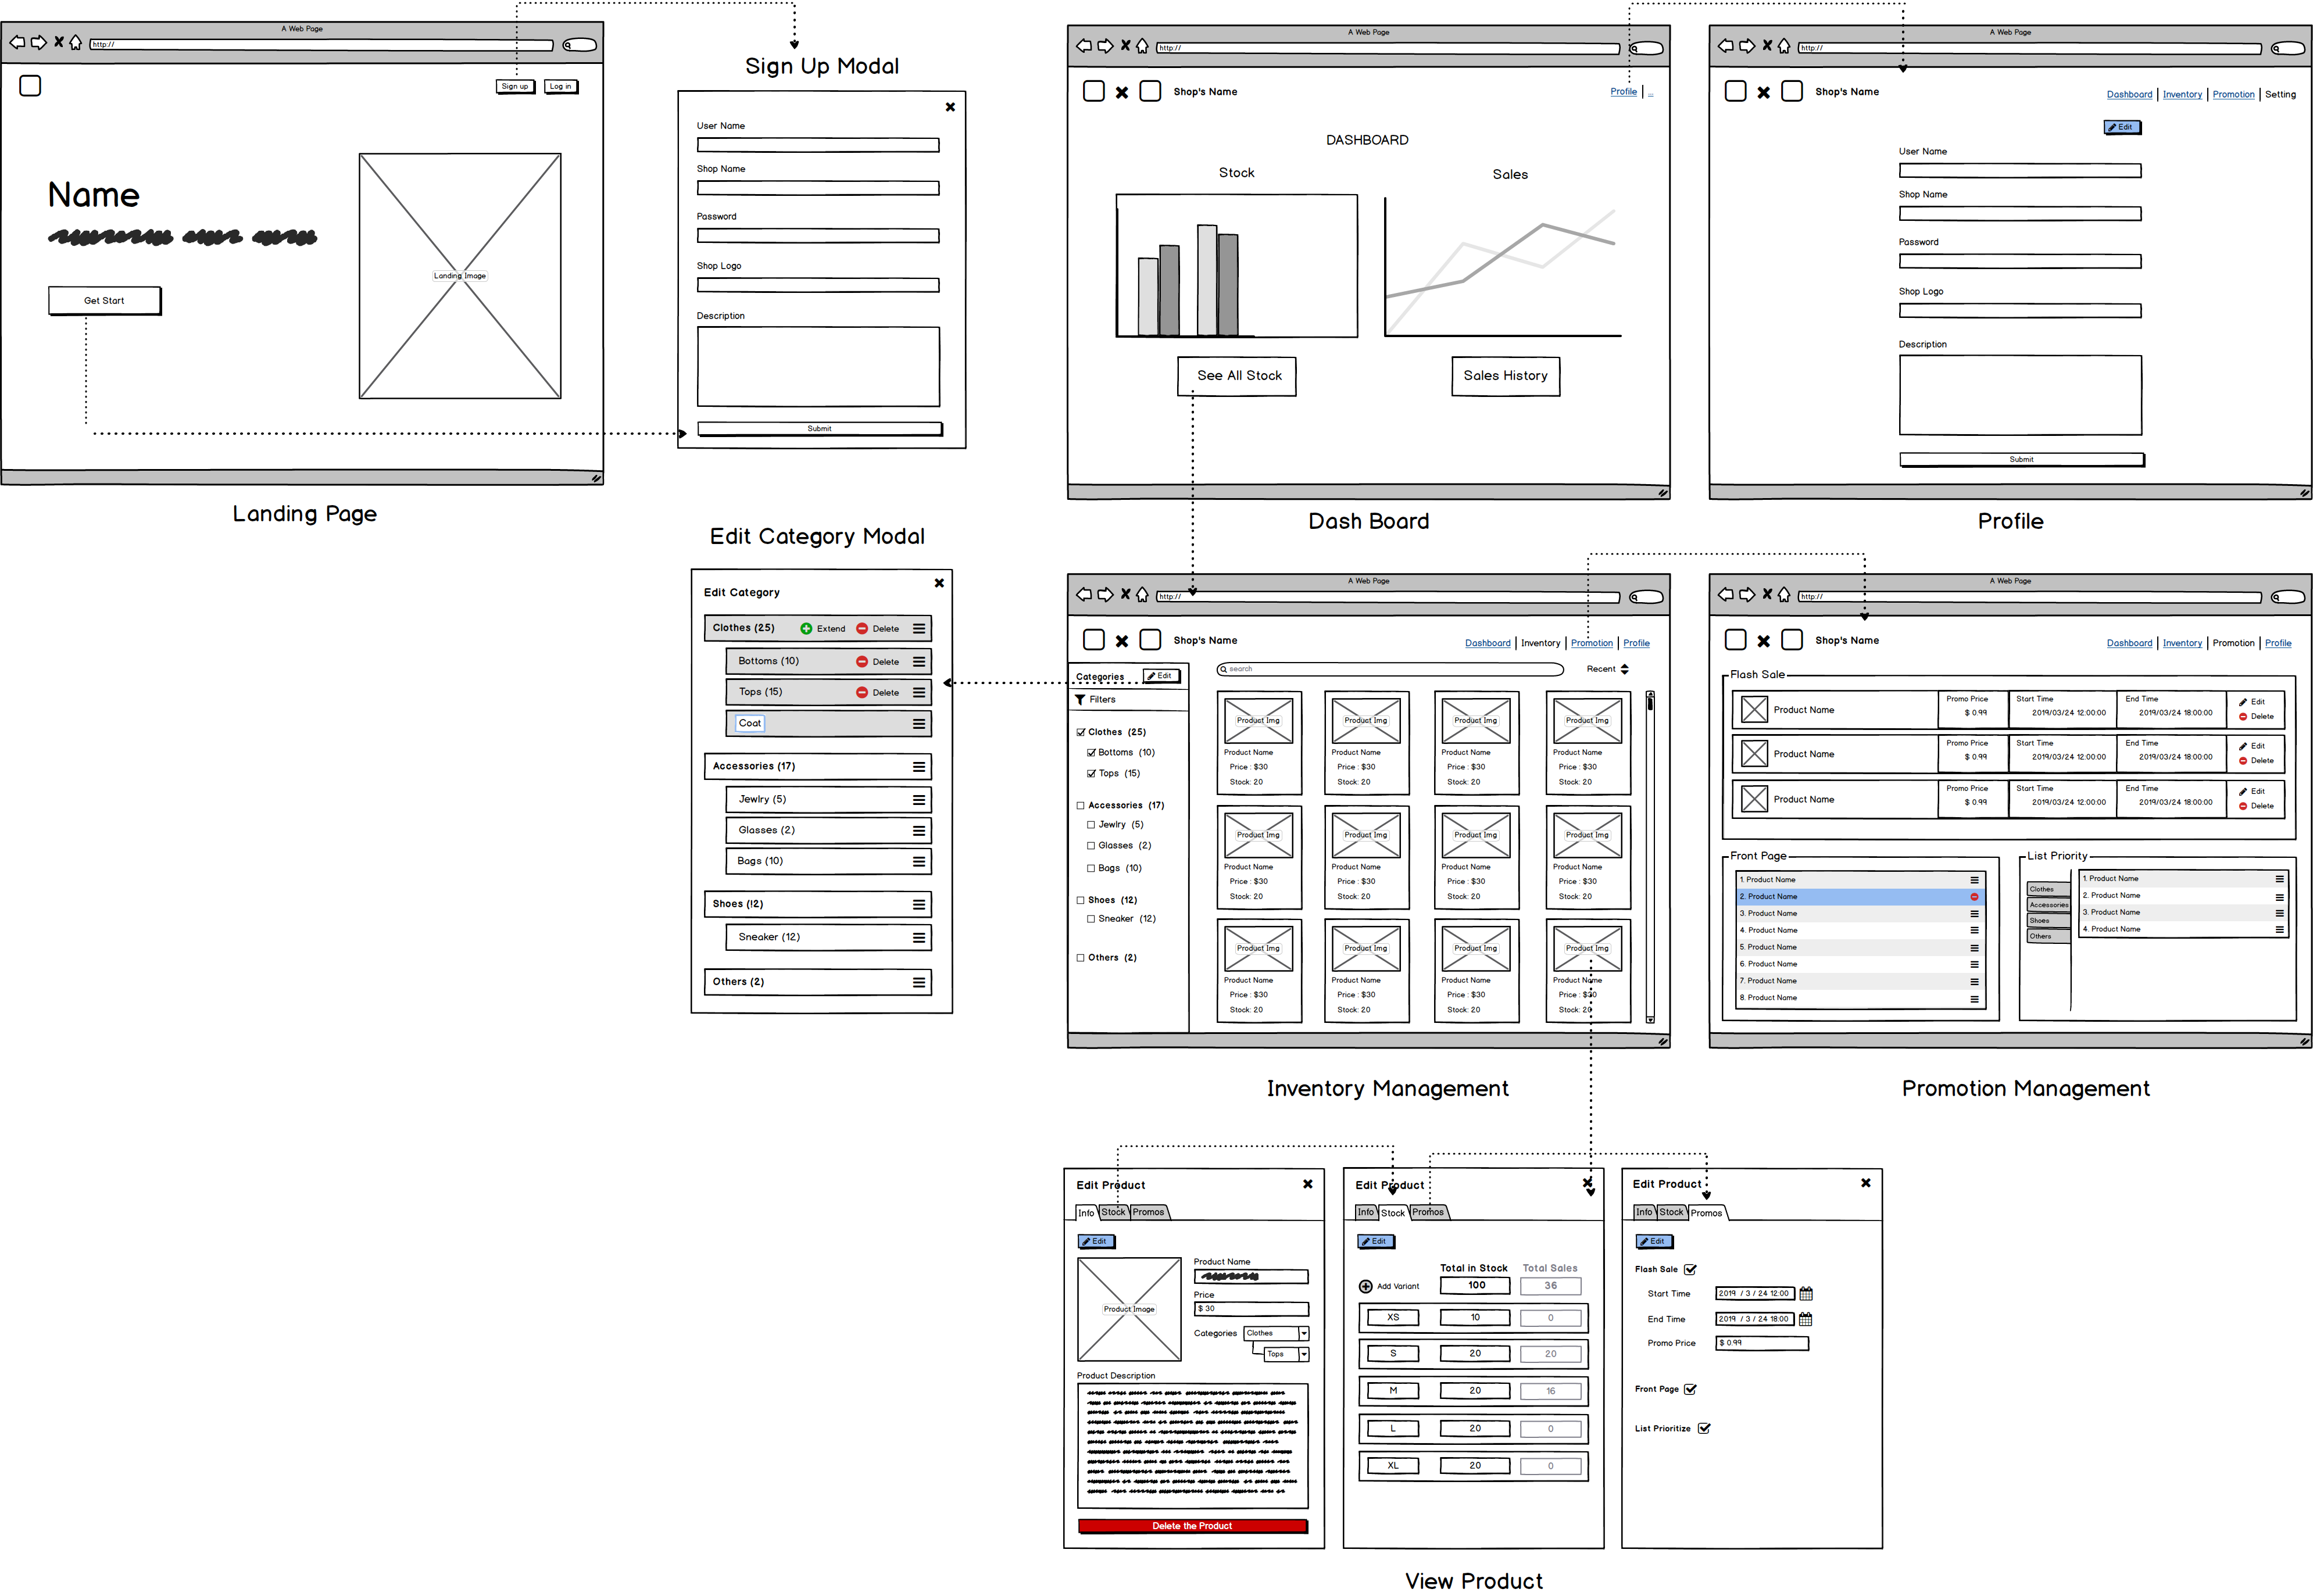 A Web Page
http://
Sign up
Log in
Name
Landing Image
Get Start
Landing Page
Sign Up Modal
User Name
Shop Name
Password
Shop Logo
Description
Submit
A Web Page
http://
Shop's Name
Profile | ...
DASHBOARD
Stock
Sales
See All Stock
Sales History
Dash Board
A Web Page
http://
Shop's Name
Dashboard | Inventory | Promotion | Setting
Edit
User Name
Shop Name
Password
Shop Logo
Description
Submit
Profile
Edit Category Modal
Edit Category
Clothes (25) Extend Delete
Bottoms (10) Delete
Tops (15) Delete
Coat
Accessories (17)
Jewlry (5)
Glasses (2)
Bags (10)
Shoes (12)
Sneaker (12)
Others (2)
A Web Page
http://
Shop's Name
Dashboard | Inventory | Promotion | Profile
Categories Edit
Filters
Clothes (25)
Bottoms (10)
Tops (15)
Accessories (17)
Jewlry (5)
Glasses (2)
Bags (10)
Shoes (12)
Sneaker (12)
Others (2)
search
Recent
Product Img Product Img Product Img Product Img
Product Name Product Name Product Name Product Name
Price : $30 Price : $30 Price : $30 Price : $30
Stock: 20 Stock: 20 Stock: 20 Stock: 20
Product Img Product Img Product Img Product Img
Product Name Product Name Product Name Product Name
Price : $30 Price : $30 Price : $30 Price : $30
Stock: 20 Stock: 20 Stock: 20 Stock: 20
Product Img Product Img Product Img Product Img
Product Name Product Name Product Name Product Name
Price : $30 Price : $30 Price : $30 Price : $30
Stock: 20 Stock: 20 Stock: 20 Stock: 20
Inventory Management
A Web Page
http://
Shop's Name
Dashboard | Inventory | Promotion | Profile
Flash Sale
Product Name
Promo Price
$ 0.99
Start Time
2019/03/24 12:00:00
End Time
2019/03/24 18:00:00
Edit
Delete
Product Name
Promo Price
$ 0.99
Start Time
2019/03/24 12:00:00
End Time
2019/03/24 18:00:00
Edit
Delete
Product Name
Promo Price
$ 0.99
Start Time
2019/03/24 12:00:00
End Time
2019/03/24 18:00:00
Edit
Delete
Front Page
1. Product Name
2. Product Name
3. Product Name
4. Product Name
5. Product Name
6. Product Name
7. Product Name
8. Product Name
List Priority
Clothes
Accessories
Shoes
Others
1. Product Name
2. Product Name
3. Product Name
4. Product Name
Promotion Management
Edit Product
Info Stock Promos
Edit
Product Image
Product Name
Price
$ 30
Categories Clothes
Tops
Product Description
Delete the Product
Edit Product
Info Stock Promos
Edit
Total in Stock Total Sales
Add Variant 100 36
XS 10 0
S 20 20
M 20 16
L 20 0
XL 20 0
Edit Product
Info Stock Promos
Edit
Flash Sale
Start Time 2019 / 3 / 24 12:00
End Time 2019 / 3 / 24 18:00
Promo Price $ 0.99
Front Page
List Prioritize
View Product